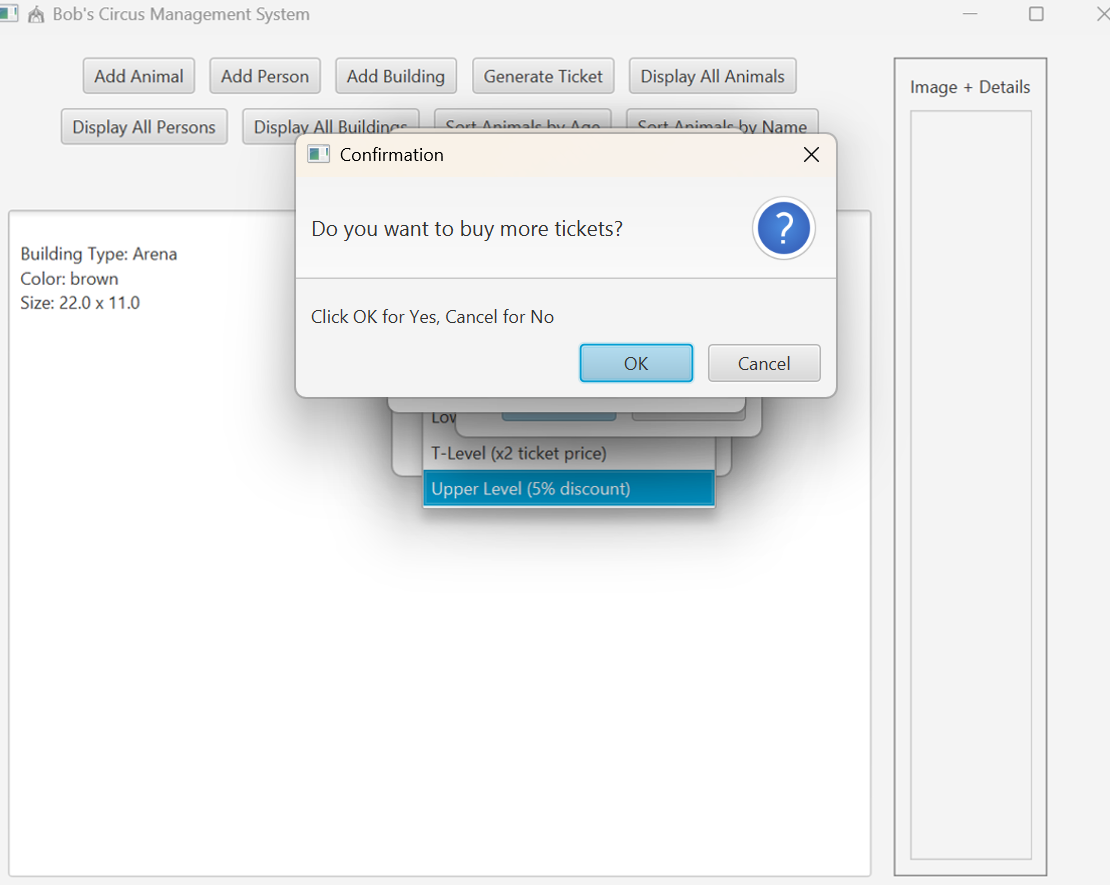 Bob's Circus Management System
Add Animal
Add Person
Add Building
Generate Ticket
Display All Animals
Image + Details
Display All Persons
Display All Buildings
Sort Animals by Age
Sort Animals by Name
Confirmation
Do you want to buy more tickets?
Building Type: Arena
Color: brown
Size: 22.0 x 11.0
Click OK for Yes, Cancel for No
OK
Cancel
T-Level (x2 ticket price)
Upper Level (5% discount)